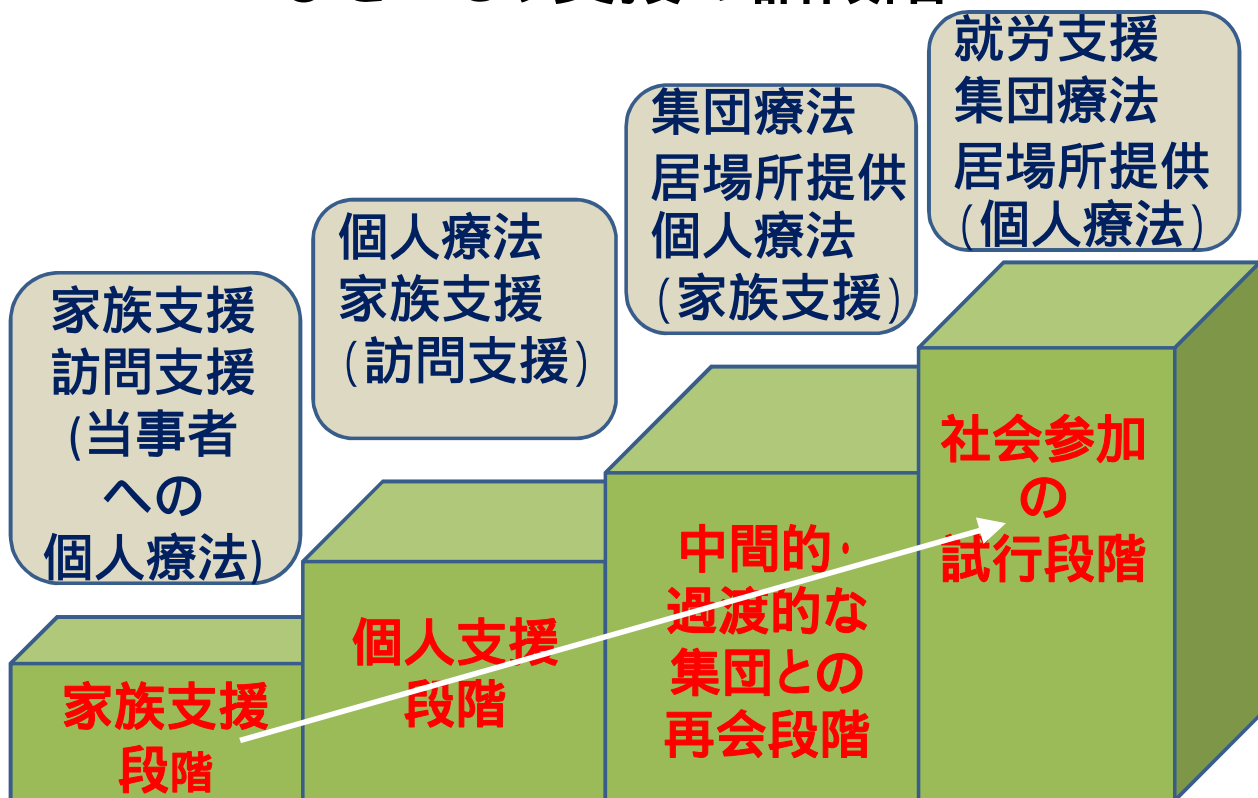 家族支援
訪問支援
(当事者
への
個人療法)
個人療法
家族支援
(訪問支援)
集団療法
居場所提供
個人療法
(家族支援)
就労支援
集団療法
居場所提供
(個人療法)
家族支援
段階
個人支援
段階
中間的・
過渡的な
集団との
再会段階
社会参加
の
試行段階